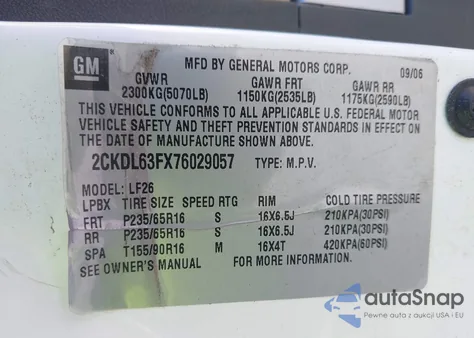 GM
MFD BY GENERAL MOTORS CORP. 09/06
GVWR GAWR FRT GAWR RR
2300KG(5070LB) 1150KG(2535LB) 1175KG(2590LB)
THIS VEHICLE CONFORMS TO ALL APPLICABLE U.S. FEDERAL MOTOR
VEHICLE SAFETY AND THEFT PREVENTION STANDARDS IN EFFECT ON
THE DATE OF MANUFACTURE SHOWN ABOVE.
2CKDL63FX76029057 TYPE: M.P.V.
MODEL: LF26
LPBX TIRE SIZE SPEED RTG RIM COLD TIRE PRESSURE
FRT P235/65R16 S 16X6.5J 210KPA(30PSI)
RR P235/65R16 S 16X6.5J 210KPA(30PSI)
SPA T155/90R16 M 16X4T 420KPA(60PSI)
SEE OWNER'S MANUAL FOR MORE INFORMATION.
autaSnap
Pewne auta z aukcji USA i EU